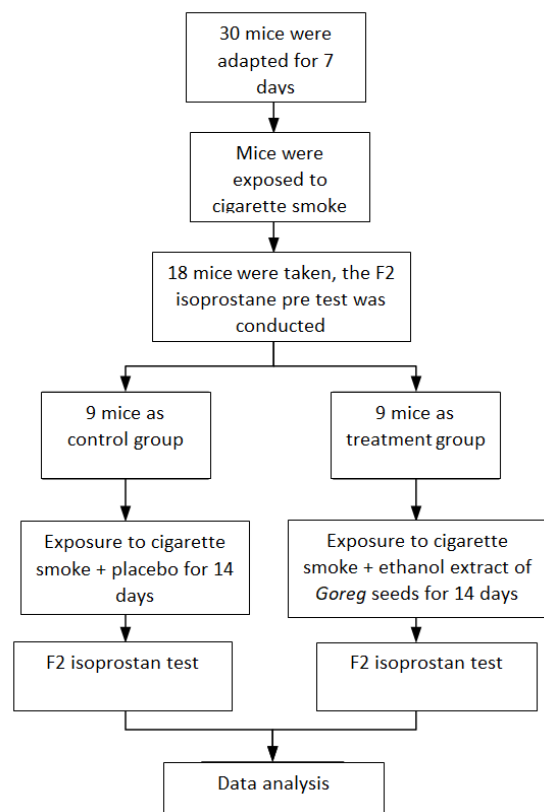 30 mice were
adapted for 7
days
Mice were
exposed to
cigarette smoke
18 mice were taken, the F2
isoprostane pre test was
conducted
9 mice as
control group
9 mice as
treatment group
Exposure to cigarette
smoke + placebo for 14
days
Exposure to cigarette
smoke + ethanol extract of
Goreg seeds for 14 days
F2 isoprostan test
F2 isoprostan test
Data analysis